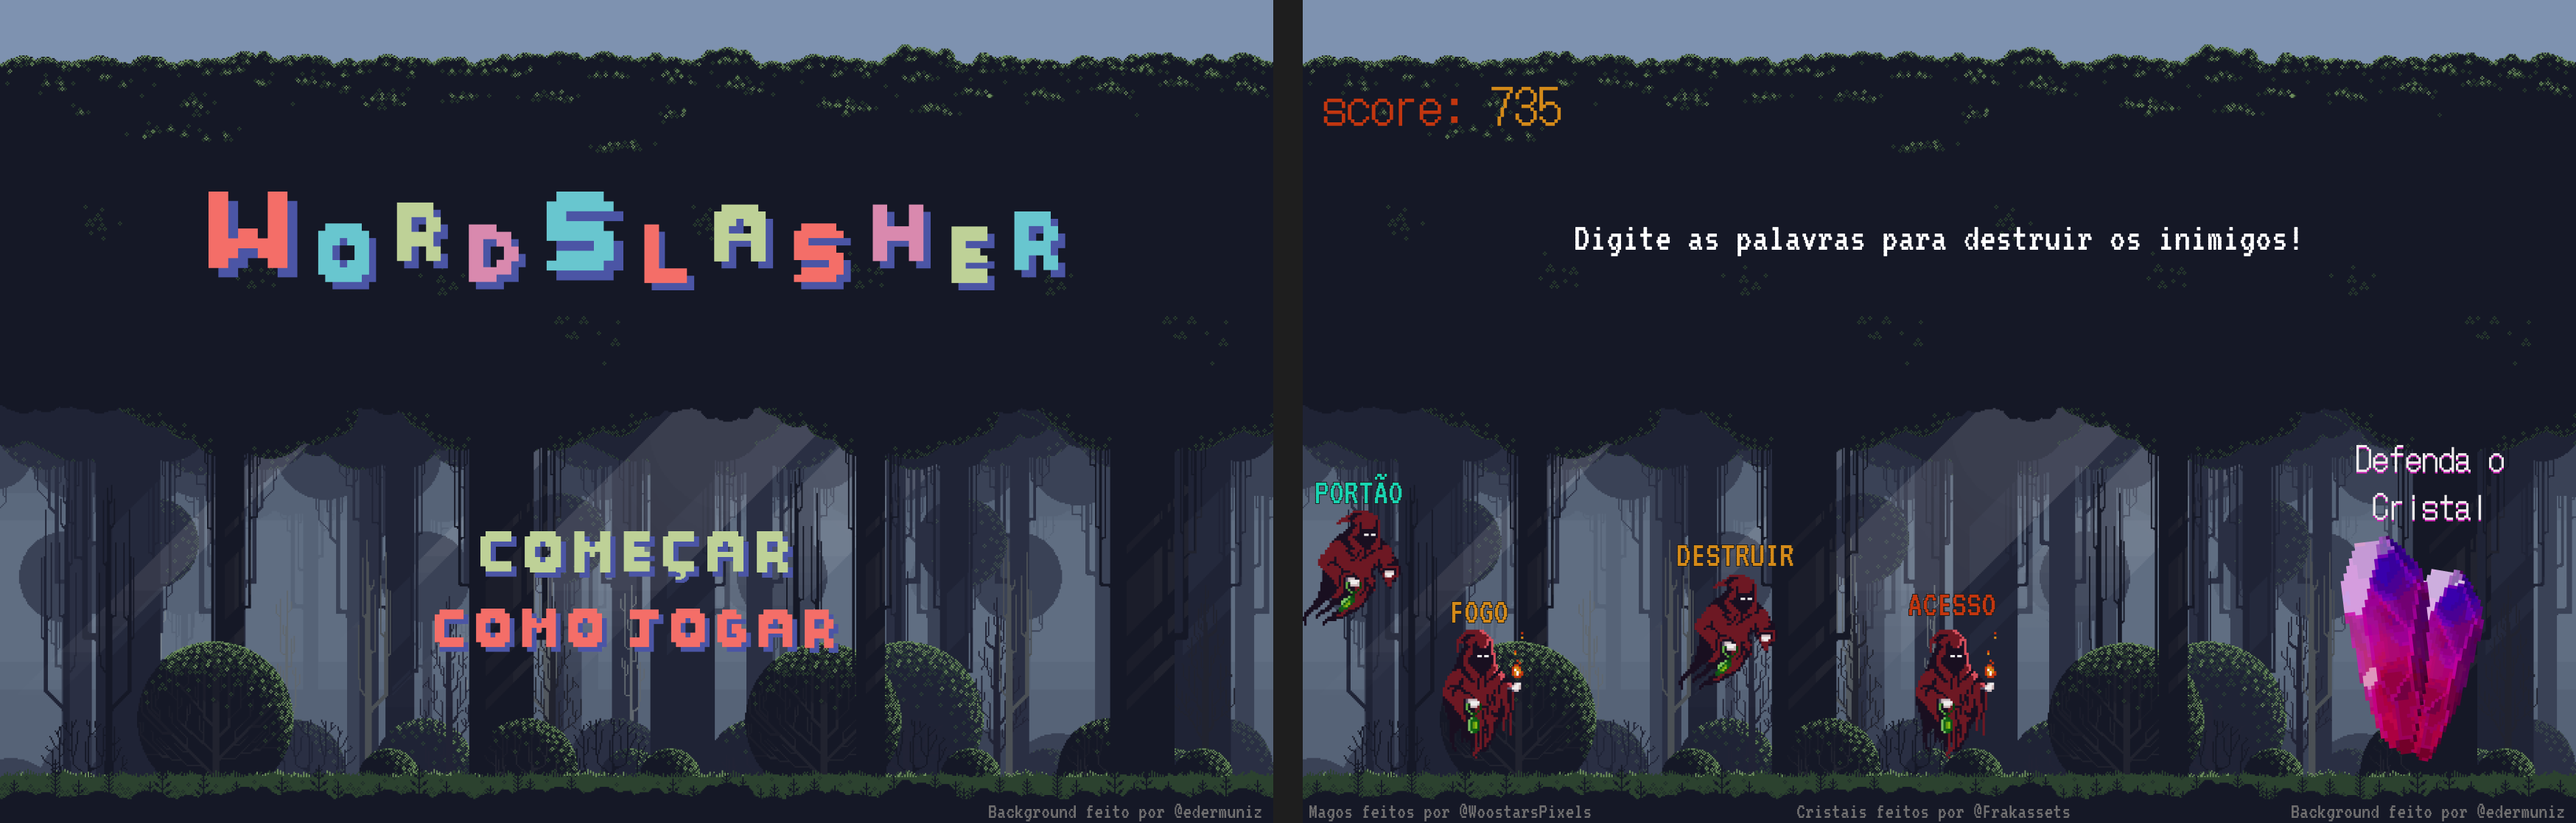 WORDSLASHER
COMEÇAR
COMO JOGAR
Background feito por @edermuniz
score: 735
Digite as palavras para destruir os inimigos!
Defenda o
Cristal
PORTÃO
DESTRUIR
FOGO
ACESSO
Magos feitos por @WoostarsPixels
Cristais feitos por @Frakassets
Background feito por @edermuniz